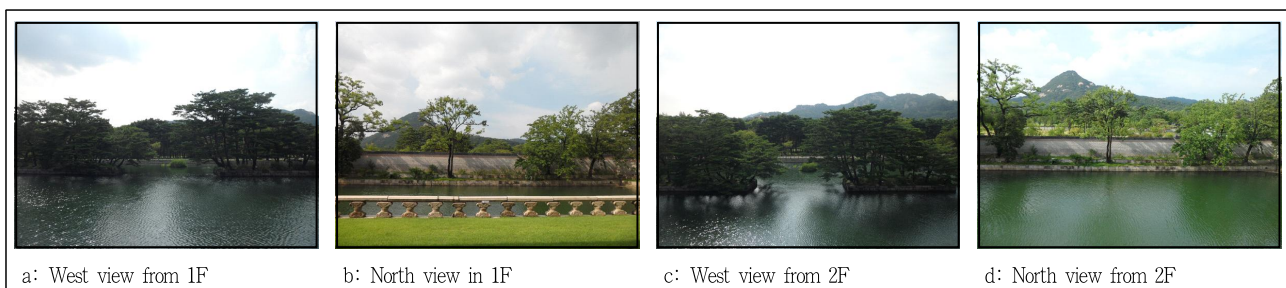 a: West view from 1F
b: North view in 1F
c: West view from 2F
d: North view from 2F